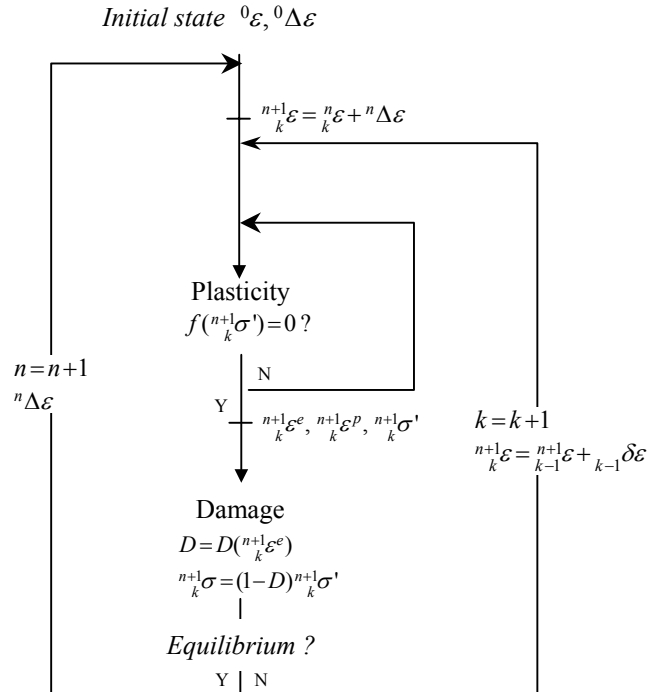 Initial state ⁰ε, ⁰Δε
ⁿ⁺¹ₖε = ⁿₖε + ⁿΔε
Plasticity
f(ⁿ⁺¹ₖσ') = 0 ?
N
Y
ⁿ⁺¹ₖεᵉ, ⁿ⁺¹ₖεᵖ, ⁿ⁺¹ₖσ'
n = n+1
ⁿΔε
k = k+1
ⁿ⁺¹ₖε = ⁿ⁺¹ₖ₋₁ε + ₖ₋₁δε
Damage
D = D(ⁿ⁺¹ₖεᵉ)
ⁿ⁺¹ₖσ = (1−D)ⁿ⁺¹ₖσ'
Equilibrium ?
Y N